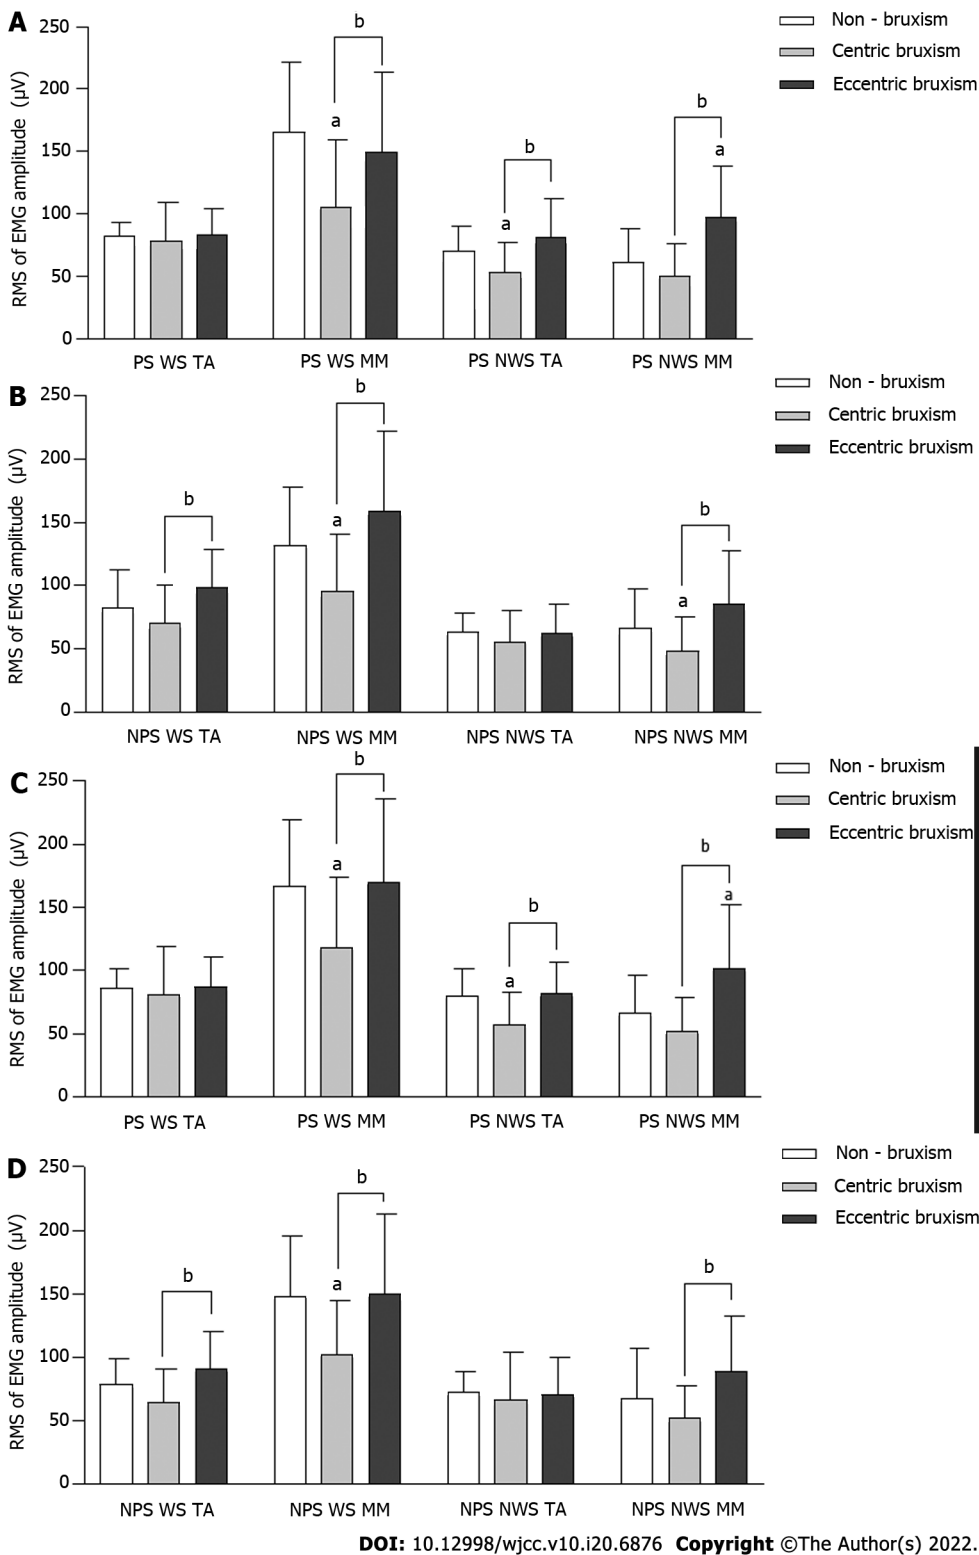 A
250
200
150
100
50
0
RMS of EMG amplitude (μV)
b
a
b
a
b
a
PS WS TA PS WS MM PS NWS TA PS NWS MM
Non - bruxism
Centric bruxism
Eccentric bruxism
B
250
200
150
100
50
0
RMS of EMG amplitude (μV)
b
b
a
b
a
NPS WS TA NPS WS MM NPS NWS TA NPS NWS MM
Non - bruxism
Centric bruxism
Eccentric bruxism
C
250
200
150
100
50
0
RMS of EMG amplitude (μV)
b
a
b
a
b
a
PS WS TA PS WS MM PS NWS TA PS NWS MM
Non - bruxism
Centric bruxism
Eccentric bruxism
D
250
200
150
100
50
0
RMS of EMG amplitude (μV)
b
b
a
b
NPS WS TA NPS WS MM NPS NWS TA NPS NWS MM
Non - bruxism
Centric bruxism
Eccentric bruxism
DOI: 10.12998/wjcc.v10.i20.6876 Copyright ©The Author(s) 2022.